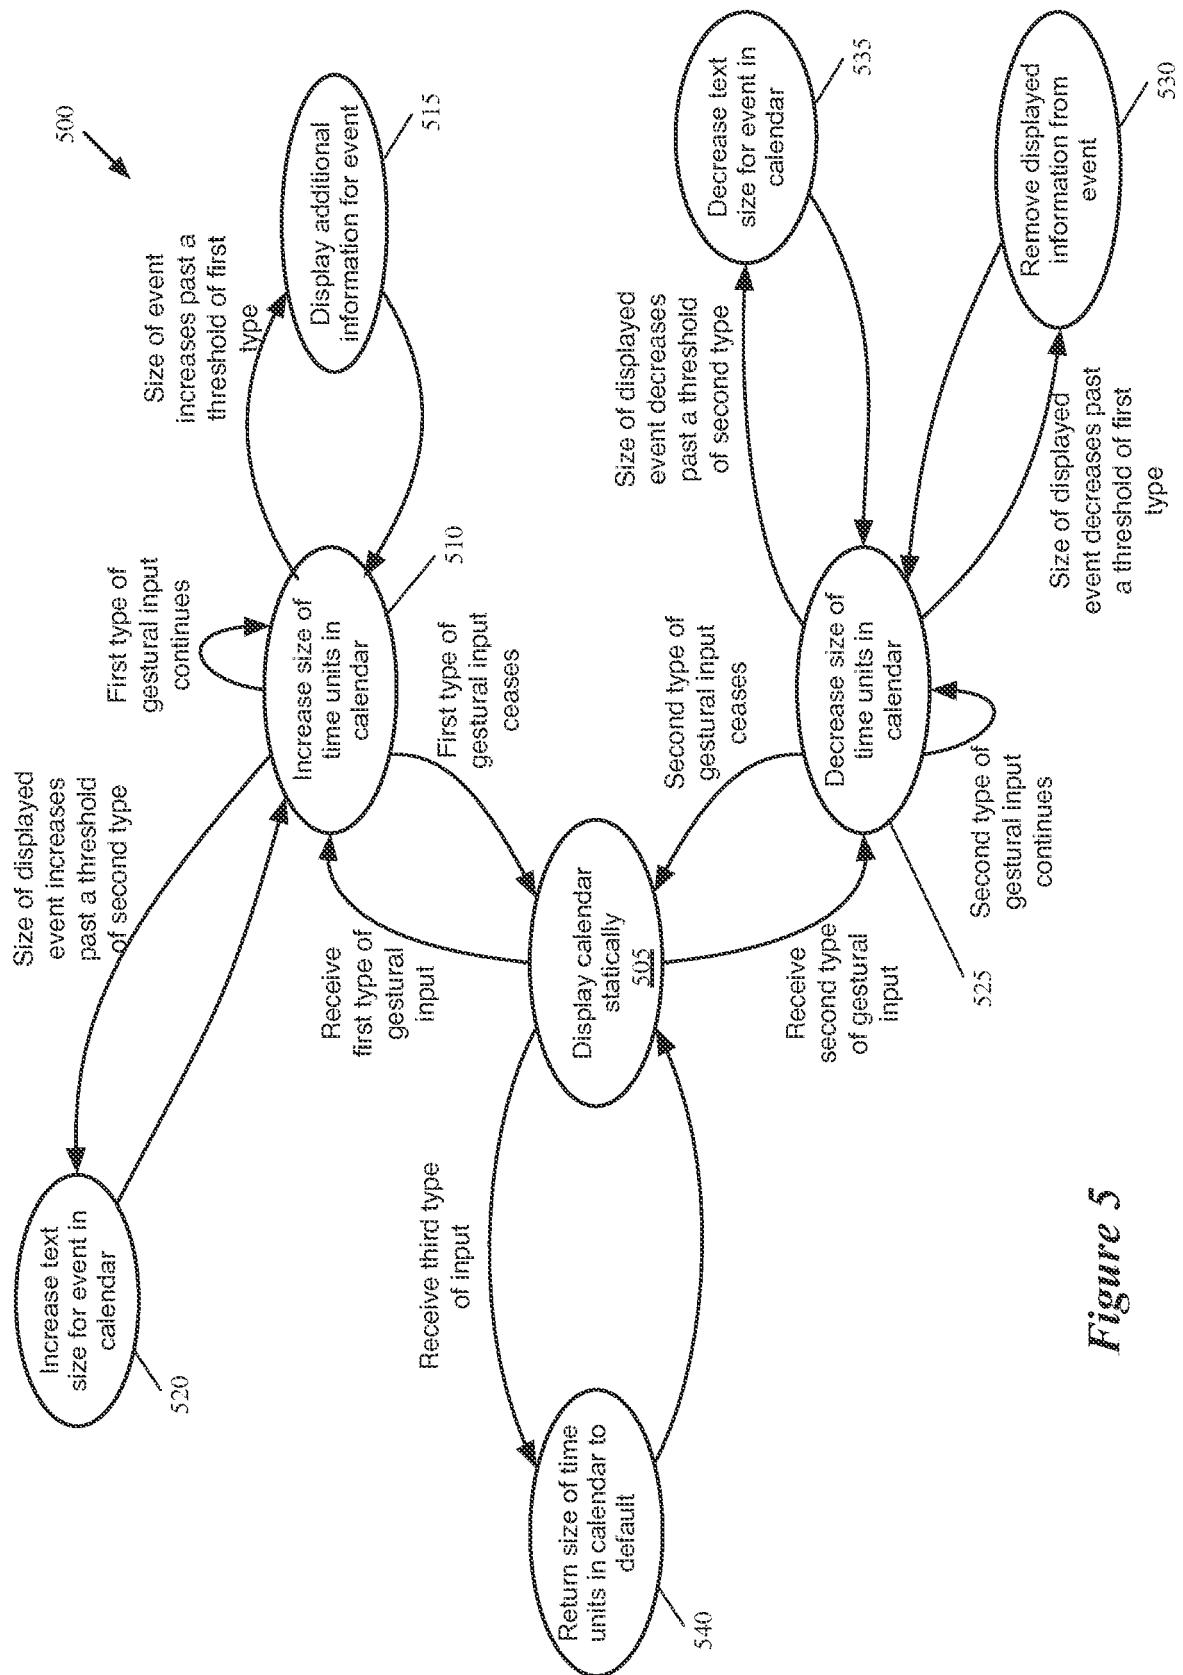 500
Size of displayed
event increases
past a threshold
of second type
First type of
gestural input
continues
Size of event
increases past a
threshold of first
type
Increase text
size for event in
calendar
520
Increase size of
time units in
calendar
510
Display additional
information for event
515
Receive
first type of
gestural
input
First type of
gestural input
ceases
Receive third type
of input
Display calendar
statically
505
Return size of time
units in calendar to
default
540
Receive
second type
of gestural
input
Second type of
gestural input
ceases
Size of displayed
event decreases
past a threshold
of second type
Decrease text
size for event in
calendar
535
Decrease size of
time units in
calendar
525
Second type of
gestural input
continues
Size of displayed
event decreases past
a threshold of first
type
Remove displayed
information from
event
530
Figure 5